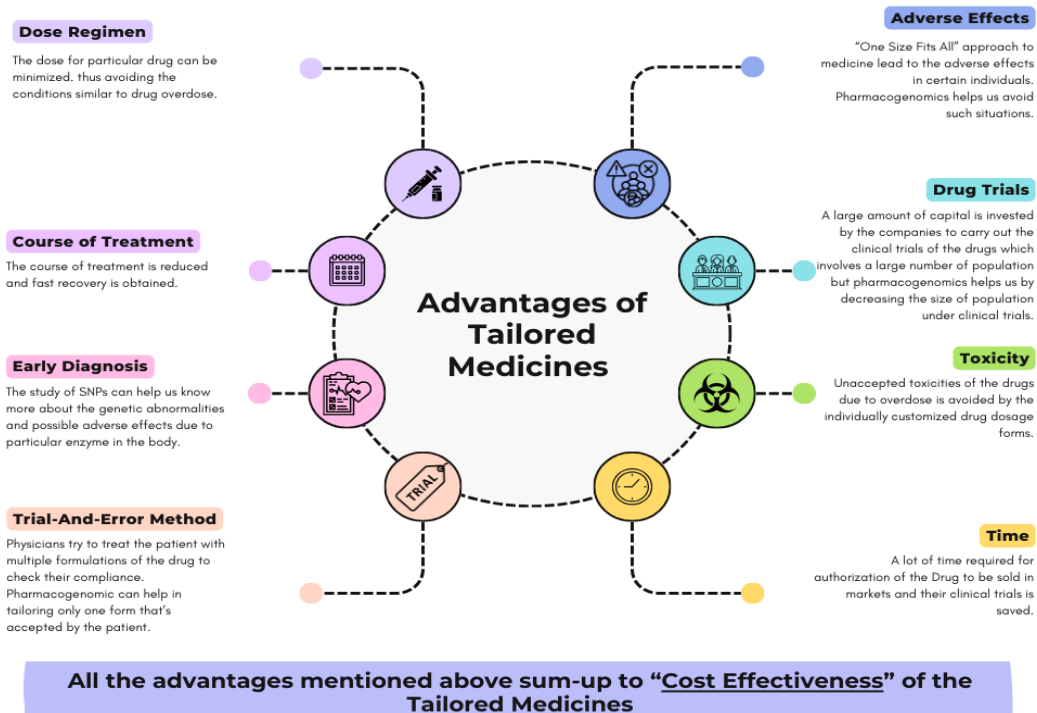 Dose Regimen
The dose for particular drug can be
minimized. thus avoiding the
conditions similar to drug overdose.
Course of Treatment
The course of treatment is reduced
and fast recovery is obtained.
Early Diagnosis
The study of SNPs can help us know
more about the genetic abnormalities
and possible adverse effects due to
particular enzyme in the body.
Trial-And-Error Method
Physicians try to treat the patient with
multiple formulations of the drug to
check their compliance.
Pharmacogenomic can help in
tailoring only one form that's
accepted by the patient.
TRIAL
Advantages of
Tailored
Medicines
Adverse Effects
“One Size Fits All” approach to
medicine lead to the adverse effects
in certain individuals.
Pharmacogenomics helps us avoid
such situations.
Drug Trials
A large amount of capital is invested
by the companies to carry out the
clinical trials of the drugs which
involves a large number of population
but pharmacogenomics helps us by
decreasing the size of population
under clinical trials.
Toxicity
Unaccepted toxicities of the drugs
due to overdose is avoided by the
individually customized drug dosage
forms.
Time
A lot of time required for
authorization of the Drug to be sold in
markets and their clinical trials is
saved.
All the advantages mentioned above sum-up to “Cost Effectiveness” of the
Tailored Medicines